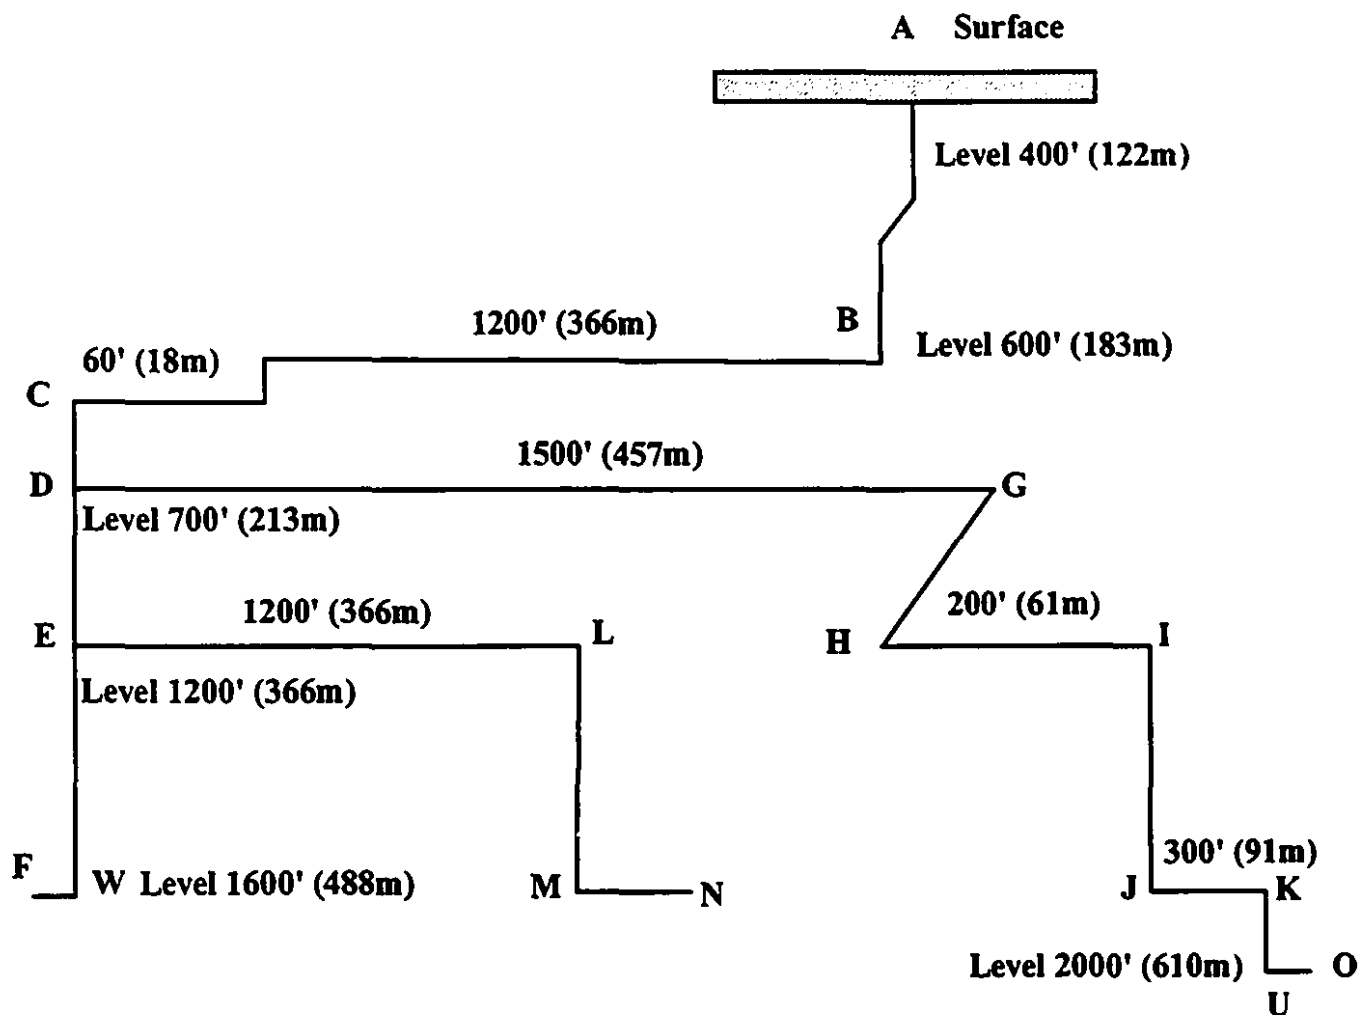 A Surface
Level 400' (122m)
1200' (366m)
B
Level 600' (183m)
60' (18m)
C
1500' (457m)
D
G
Level 700' (213m)
1200' (366m)
200' (61m)
E
L
H
I
Level 1200' (366m)
300' (91m)
F
W Level 1600' (488m)
M
N
J
K
Level 2000' (610m)
O
U